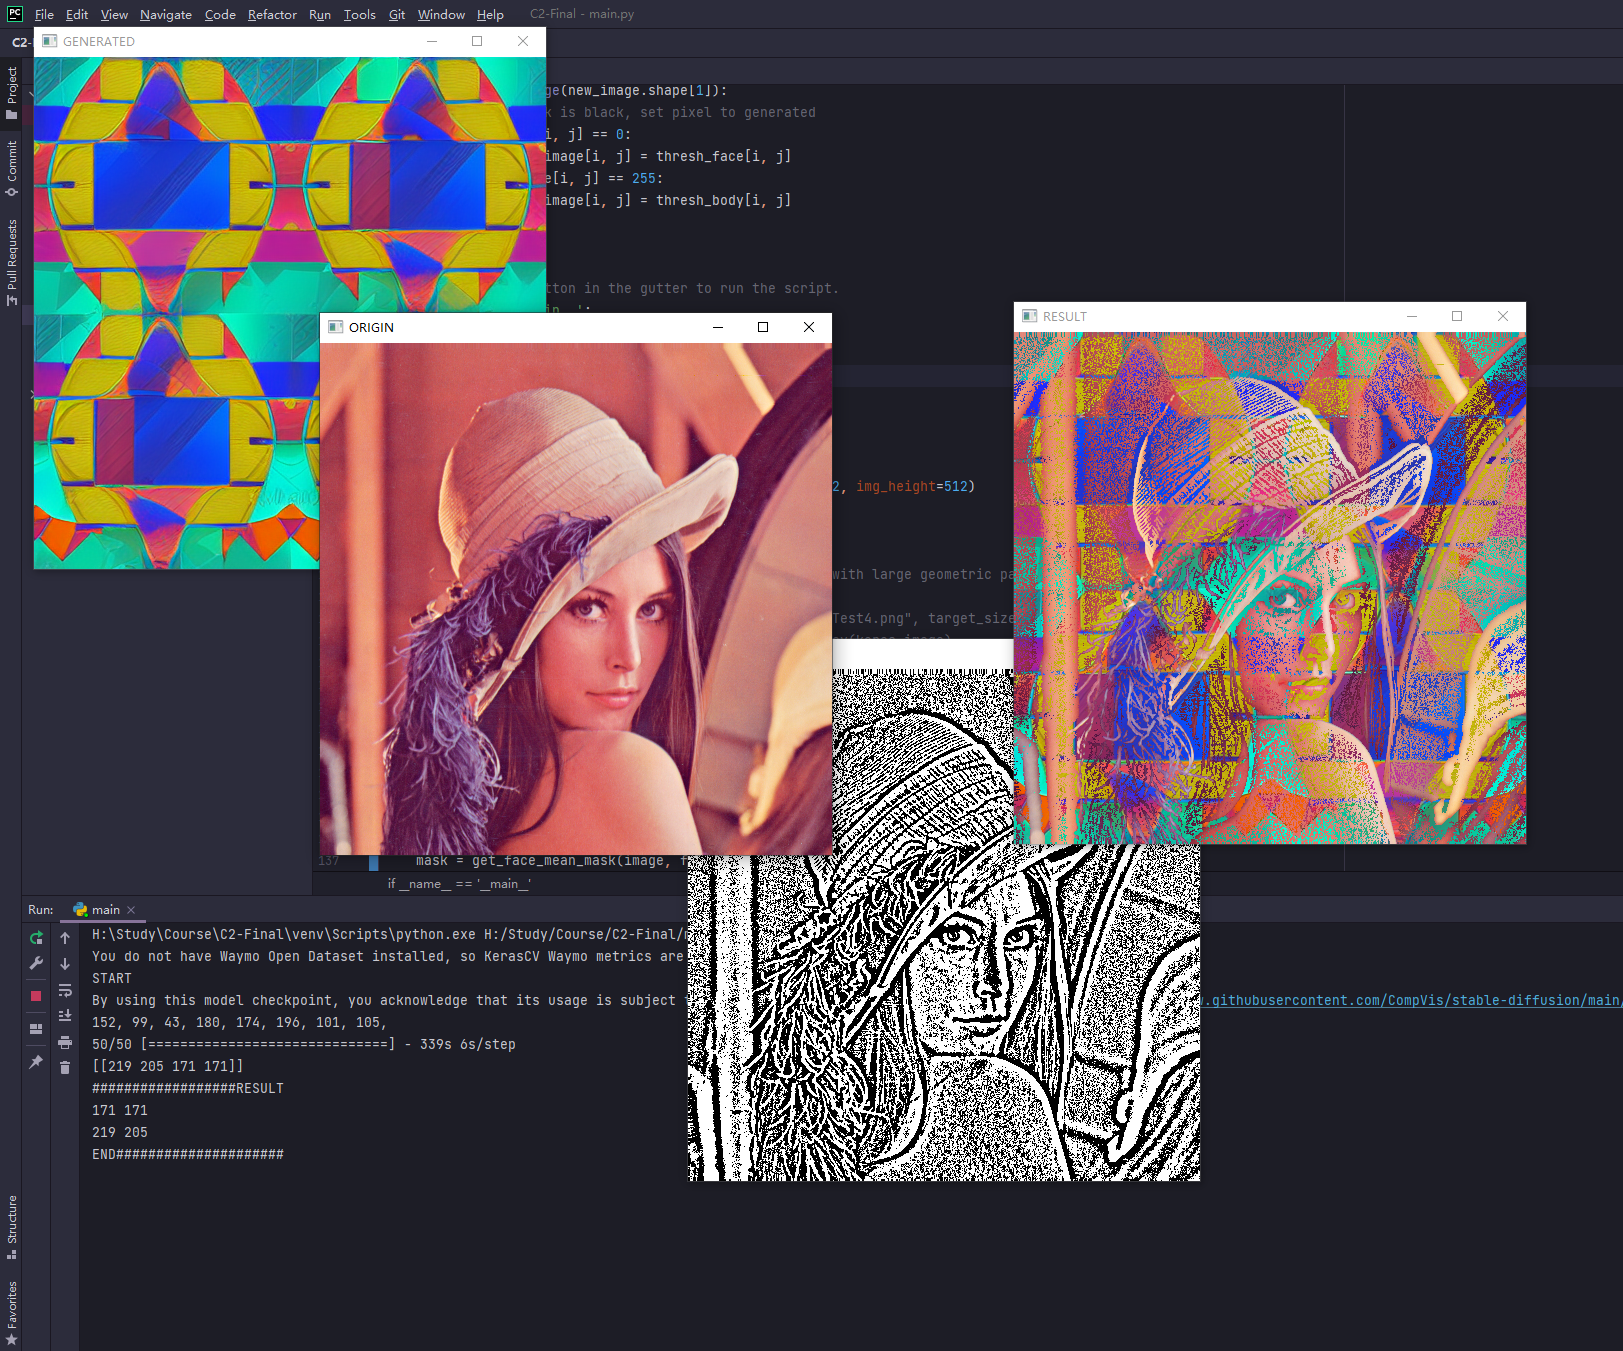 PC File Edit View Navigate Code Refactor Run Tools Git Window Help C2-Final - main.py
C2-
GENERATED
Project
Commit
Pull Requests
(new_image.shape[1]):
is black, set pixel to generated
i, j] == 0:
image[i, j] = thresh_face[i, j]
[i, j] == 255:
image[i, j] = thresh_body[i, j]
in the gutter to run the script.
ORIGIN
RESULT
2, img_height=512)
with large geometric
Test4.png", target_size
137 mask = get_face_mean_mask(image, f
if __name__ == '__main__'
Run: main
H:\Study\Course\C2-Final\venv\Scripts\python.exe H:/Study/Course/C2-Final/
You do not have Waymo Open Dataset installed, so KerasCV Waymo metrics are
START
By using this model checkpoint, you acknowledge that its usage is subject .githubusercontent.com/CompVis/stable-diffusion/main/
152, 99, 43, 180, 174, 196, 101, 105,
50/50 [==============================] - 339s 6s/step
[[219 205 171 171]]
##################RESULT
171 171
219 205
END#####################
Structure
Favorites